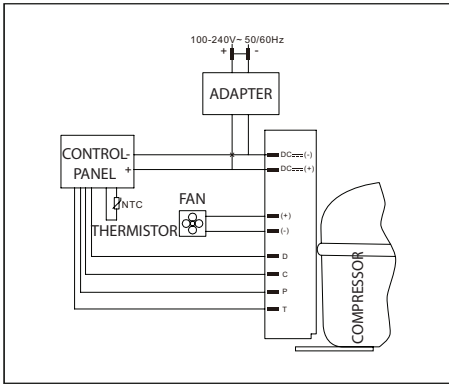 100-240V~ 50/60Hz
+ -
ADAPTER
CONTROL-
PANEL +
DC⎓(-)
DC⎓(+)
NTC
THERMISTOR
FAN
(+)
(-)
D
C
P
T
COMPRESSOR